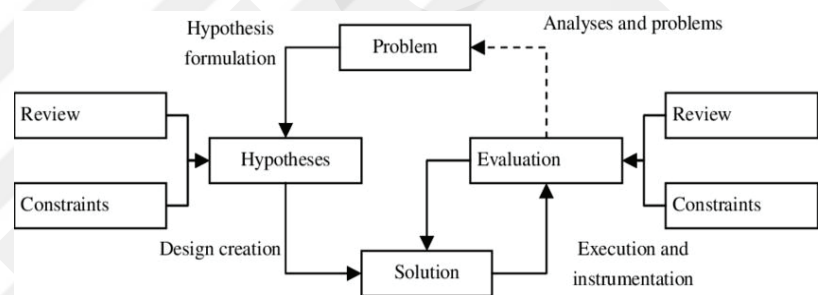 Hypothesis
formulation
Problem
Analyses and problems
Review
Hypotheses
Evaluation
Review
Constraints
Constraints
Design creation
Solution
Execution and
instrumentation